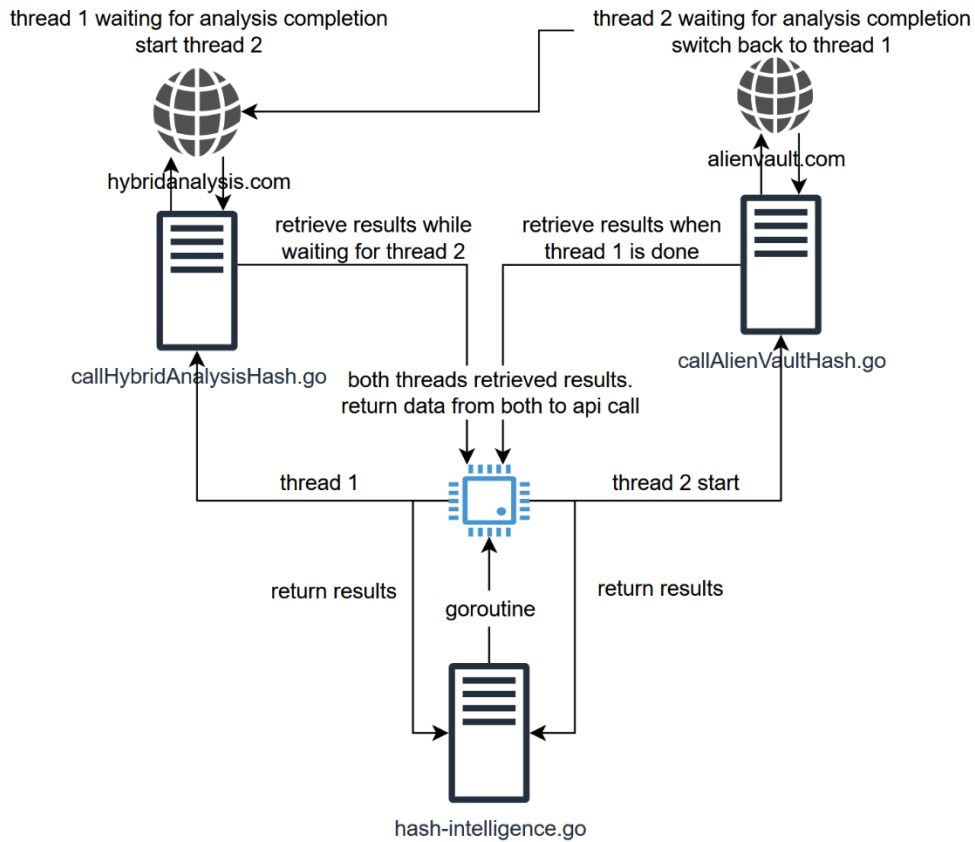 thread 1 waiting for analysis completion
start thread 2
thread 2 waiting for analysis completion
switch back to thread 1
hybridanalysis.com
alienvault.com
retrieve results while
waiting for thread 2
retrieve results when
thread 1 is done
callHybridAnalysisHash.go
callAlienVaultHash.go
both threads retrieved results.
return data from both to api call
thread 1
thread 2 start
return results
goroutine
return results
hash-intelligence.go